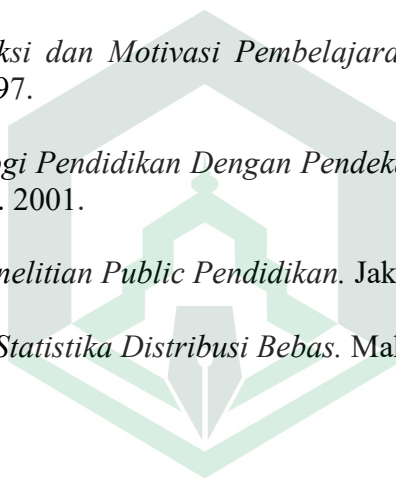 ksi dan Motivasi Pembelajara
97.
ogi Pendidikan Dengan Pendeka
. 2001.
nelitian Public Pendidikan. Jak
Statistika Distribusi Bebas. Mal